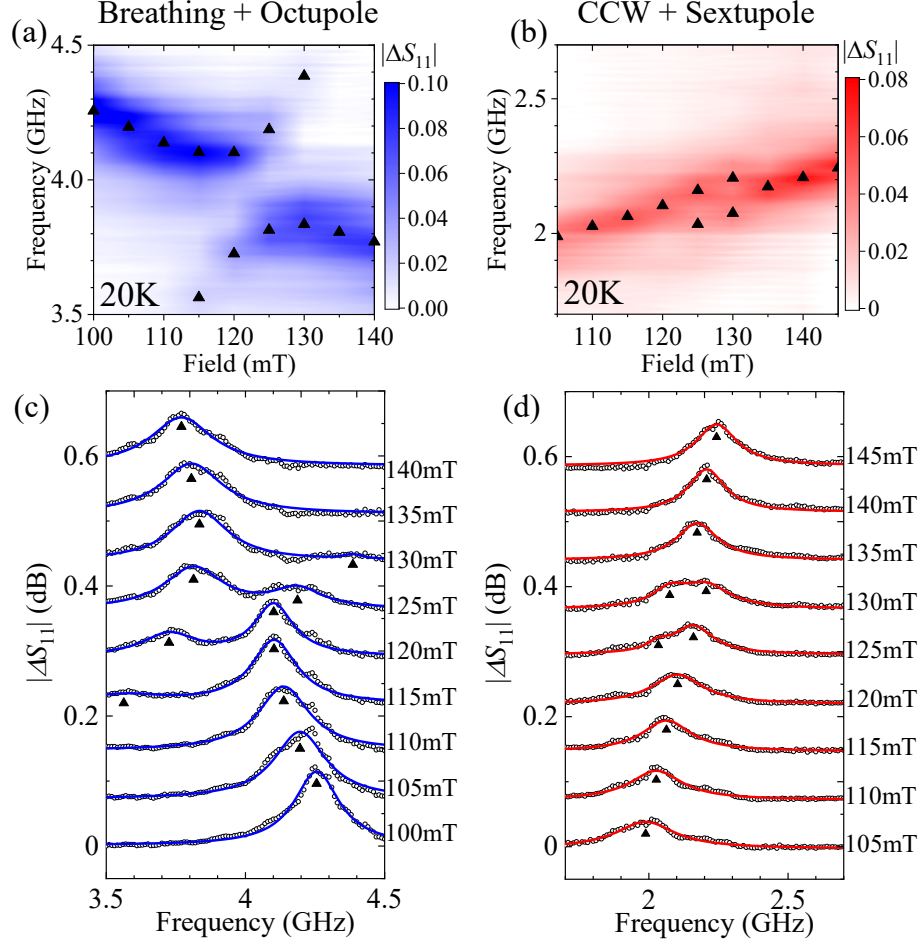 Breathing + Octupole
CCW + Sextupole
(a)
|ΔS11|
4.5
4.0
3.5
Frequency (GHz)
20K
100 110 120 130 140
Field (mT)
0.10
0.08
0.06
0.04
0.02
0.00
(b)
|ΔS11|
2.5
2
Frequency (GHz)
20K
110 120 130 140
Field (mT)
0.08
0.06
0.04
0.02
0
(c)
|ΔS11| (dB)
0.6
0.4
0.2
0
140mT
135mT
130mT
125mT
120mT
115mT
110mT
105mT
100mT
3.5 4 4.5
Frequency (GHz)
(d)
|ΔS11| (dB)
0.6
0.4
0.2
0
145mT
140mT
135mT
130mT
125mT
120mT
115mT
110mT
105mT
2 2.5
Frequency (GHz)